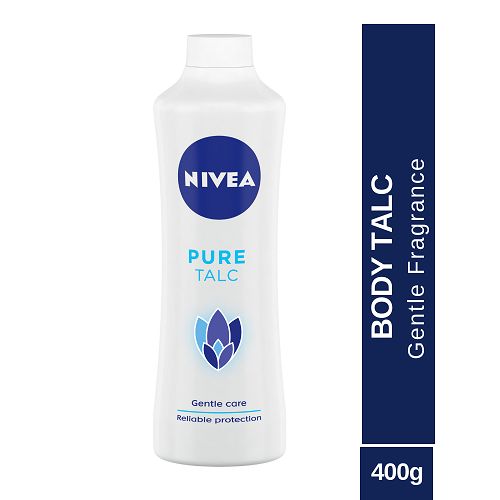 NIVEA
PURE
TALC
Gentle care
Reliable protection
BODY TALC
Gentle Fragrance
400g